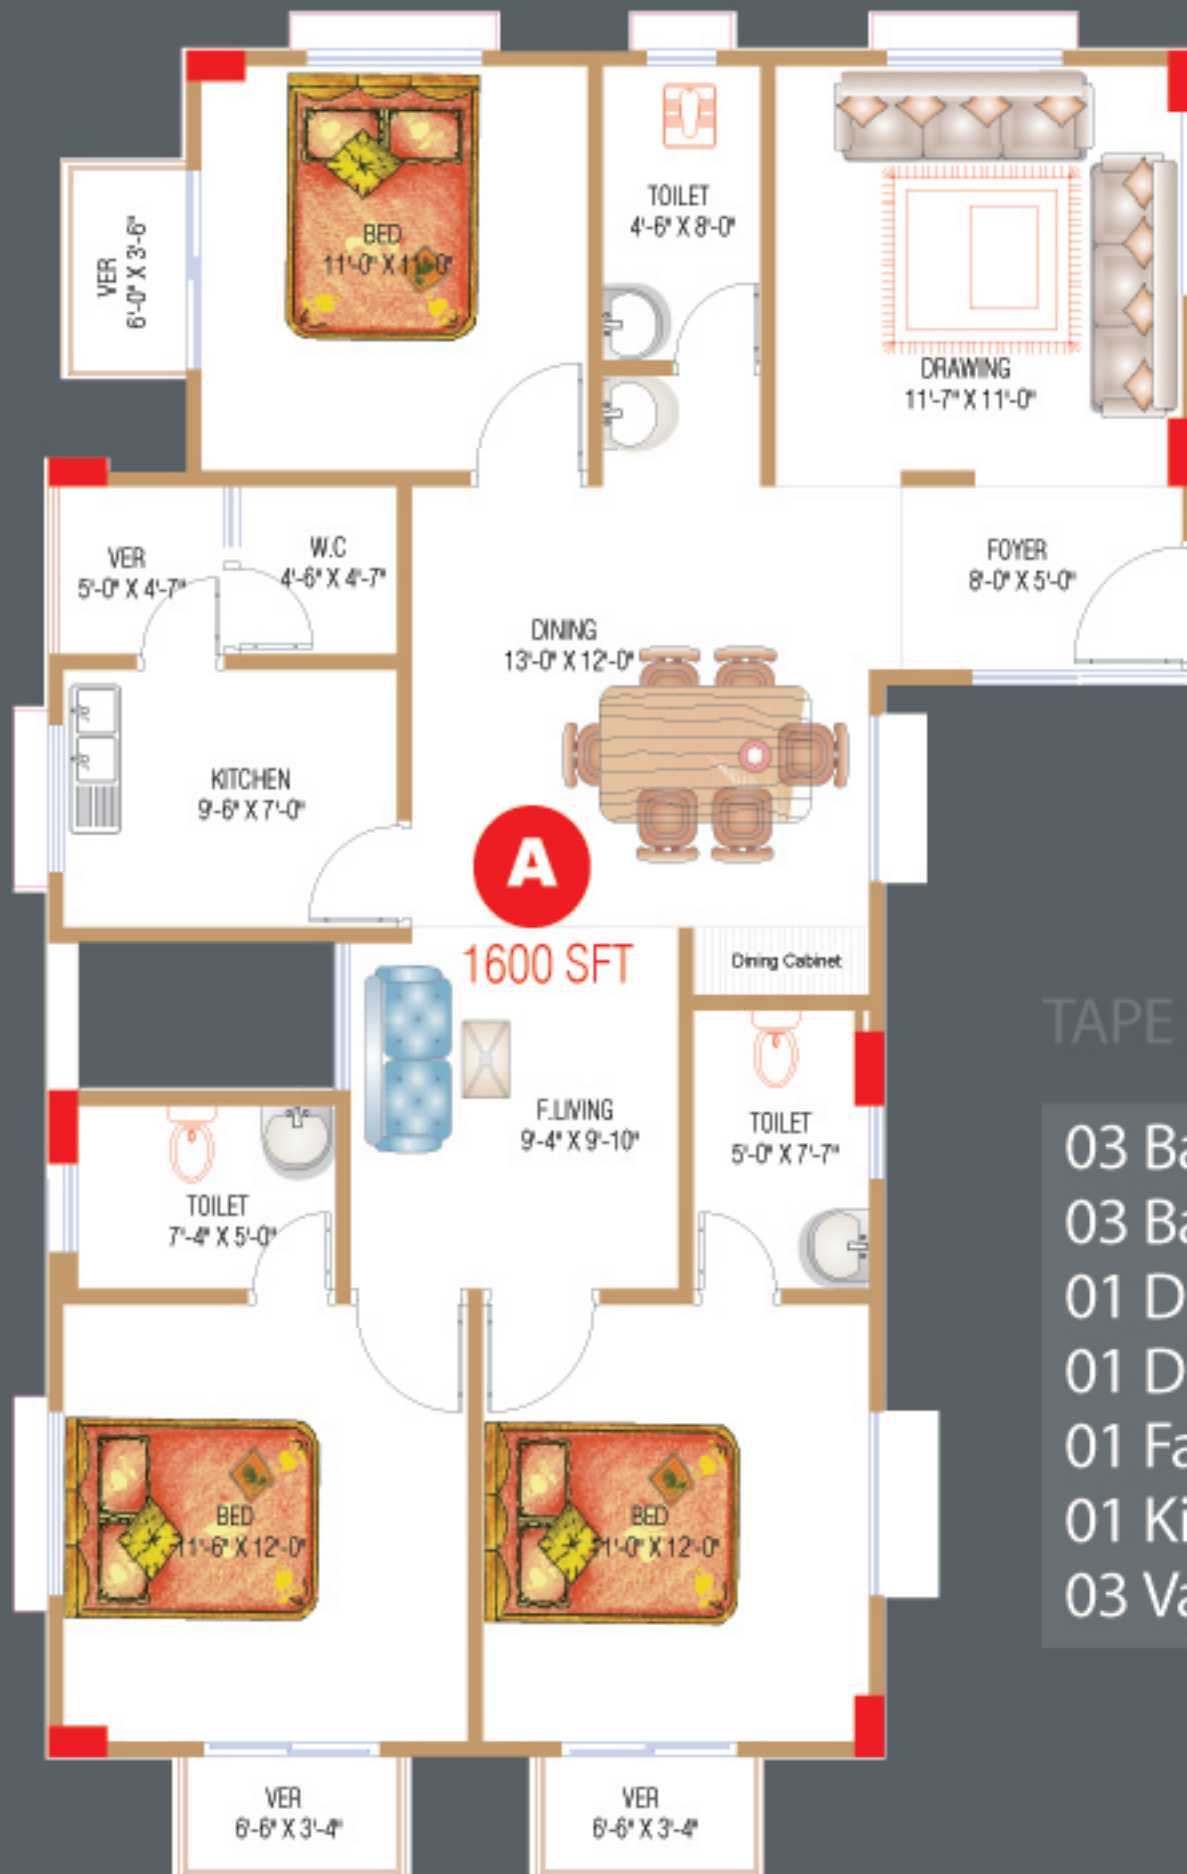 VER
6'-0" X 3'-6"
BED
TOILET
4'-6" X 8'-0"
DRAWING
11'-7" X 11'-0"
VER
5'-0" X 4'-7"
W.C
4'-6" X 4'-7"
FOYER
8'-0" X 5'-0"
DINING
13'-0" X 12'-0"
KITCHEN
9'-6" X 7'-0"
A
1600 SFT
Dining Cabinet
F.LIVING
9'-4" X 9'-10"
TOILET
5'-0" X 7'-7"
TOILET
7'-4" X 5'-0"
BED
11'-6" X 12'-0"
BED
11'-0" X 12'-0"
VER
6'-6" X 3'-4"
VER
6'-6" X 3'-4"
TAPE
03 Ba
03 Ba
01 D
01 D
01 Fa
01 Ki
03 Va